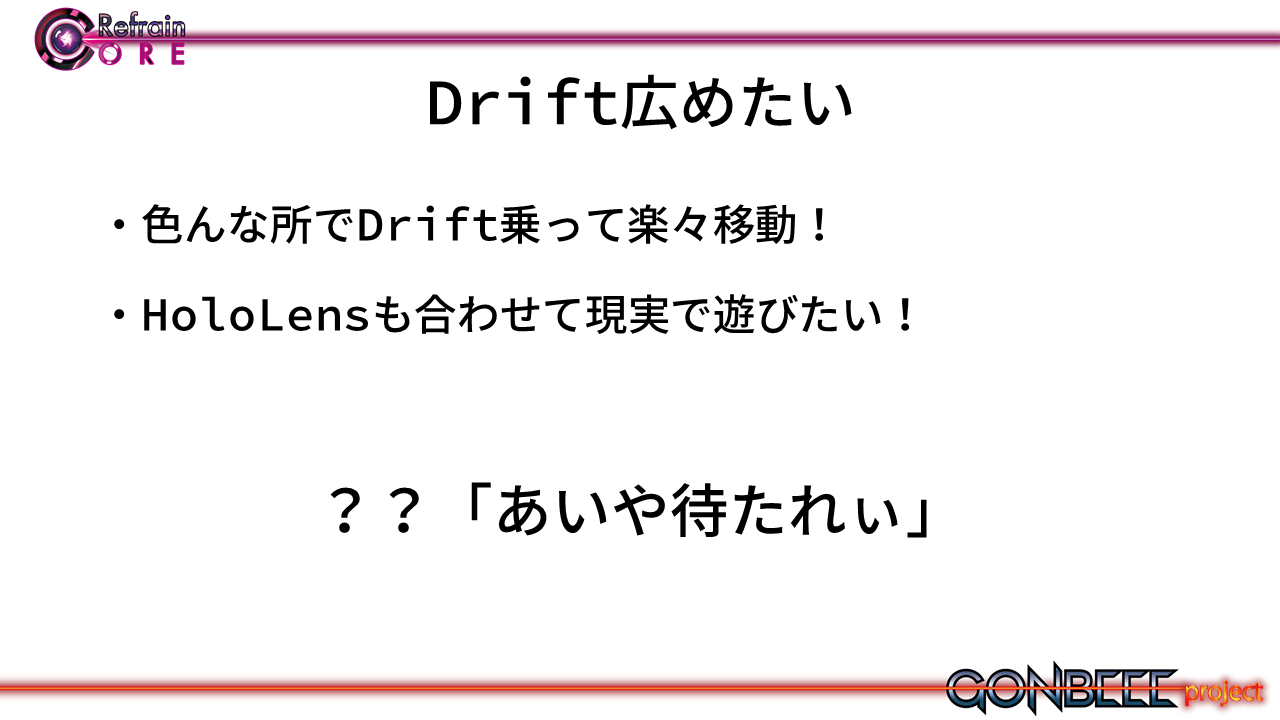 Refrain
CORE
Drift広めたい
・色んな所でDrift乗って楽々移動！
・HoloLensも合わせて現実で遊びたい！
？？「あいや待たれぃ」
GONBEEE project